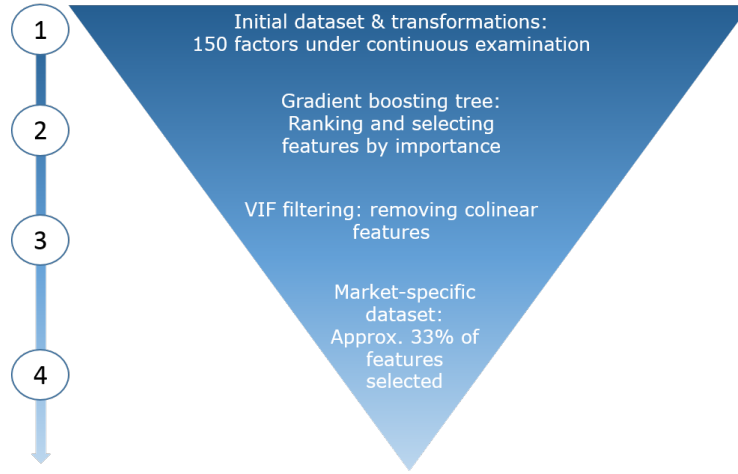 1
Initial dataset & transformations:
150 factors under continuous examination
2
Gradient boosting tree:
Ranking and selecting
features by importance
3
VIF filtering: removing colinear
features
4
Market-specific
dataset:
Approx. 33% of
features
selected